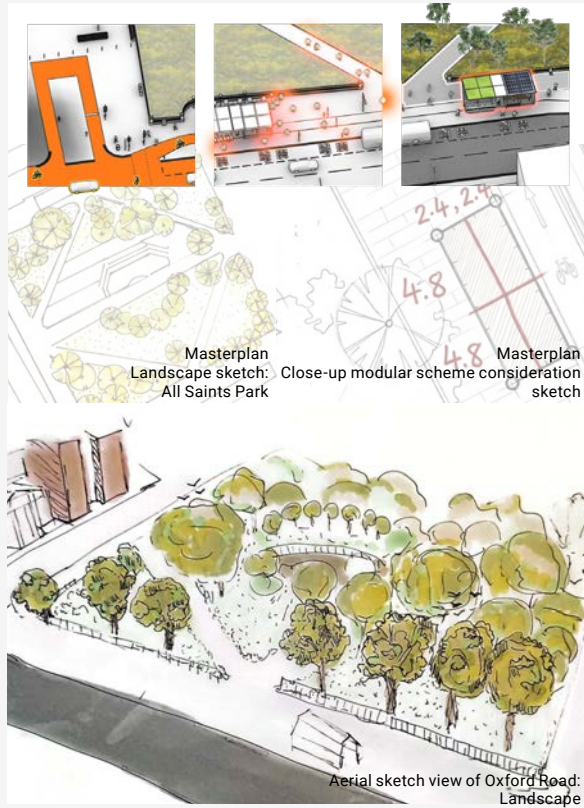 2.4, 2.4
4.8
4.8
Masterplan
Landscape sketch:
All Saints Park
Masterplan
Close-up modular scheme consideration
sketch
Aerial sketch view of Oxford Road:
Landscape